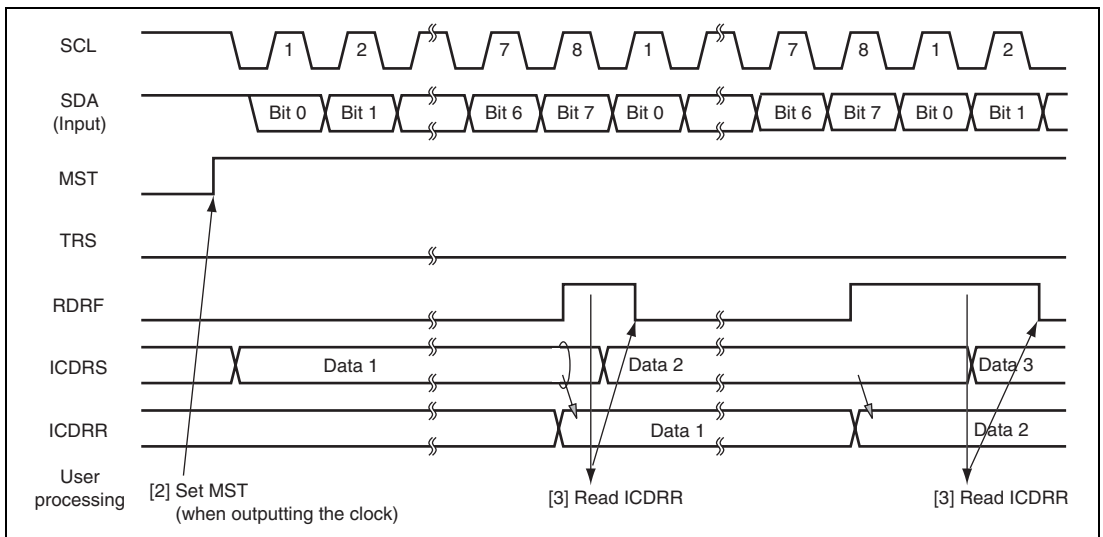 SCL 1 2 7 8 1 7 8 1 2
SDA
(Input)
Bit 0 Bit 1 Bit 6 Bit 7 Bit 0 Bit 6 Bit 7 Bit 0 Bit 1
MST
TRS
RDRF
ICDRS Data 1 Data 2 Data 3
ICDRR Data 1 Data 2
User
processing
[2] Set MST
(when outputting the clock)
[3] Read ICDRR
[3] Read ICDRR